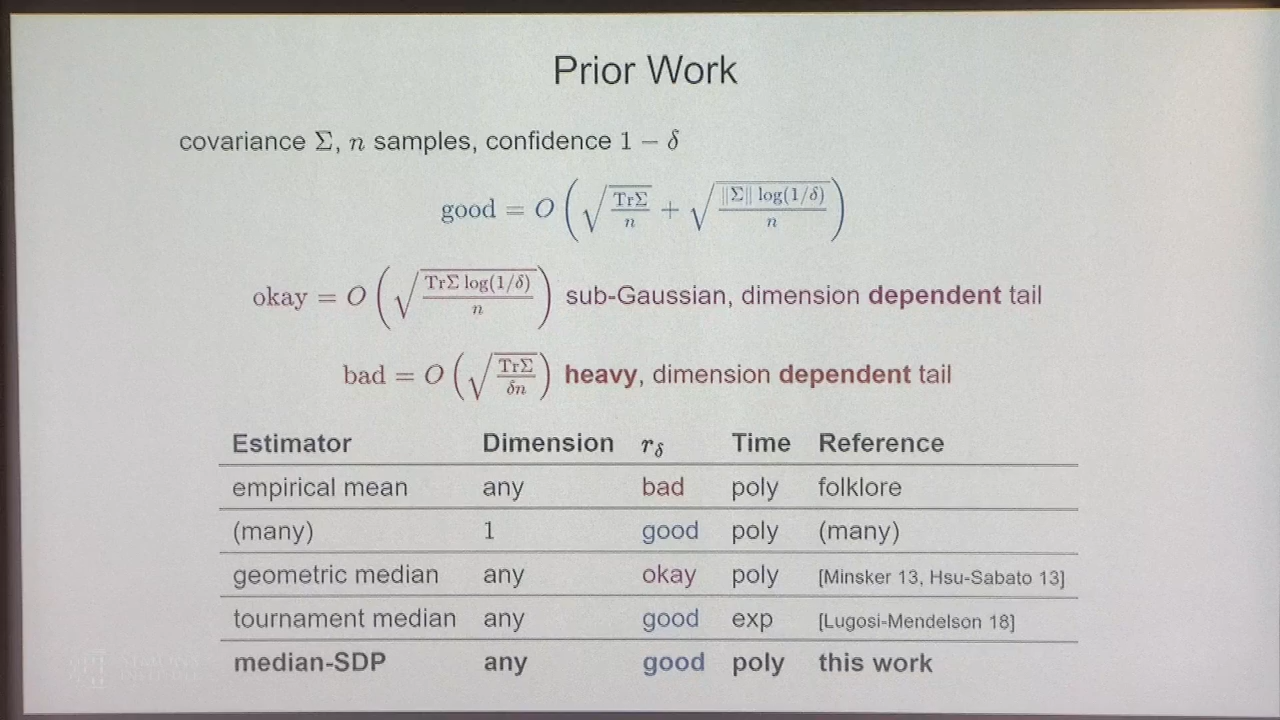 Prior Work
covariance Σ, n samples, confidence 1 − δ
good = O(√(TrΣ/n) + √(‖Σ‖ log(1/δ)/n))
okay = O(√(TrΣ log(1/δ)/n)) sub-Gaussian, dimension dependent tail
bad = O(√(TrΣ/δn)) heavy, dimension dependent tail
Estimator Dimension r_δ Time Reference
empirical mean any bad poly folklore
(many) 1 good poly (many)
geometric median any okay poly [Minsker 13, Hsu-Sabato 13]
tournament median any good exp [Lugosi-Mendelson 18]
median-SDP any good poly this work